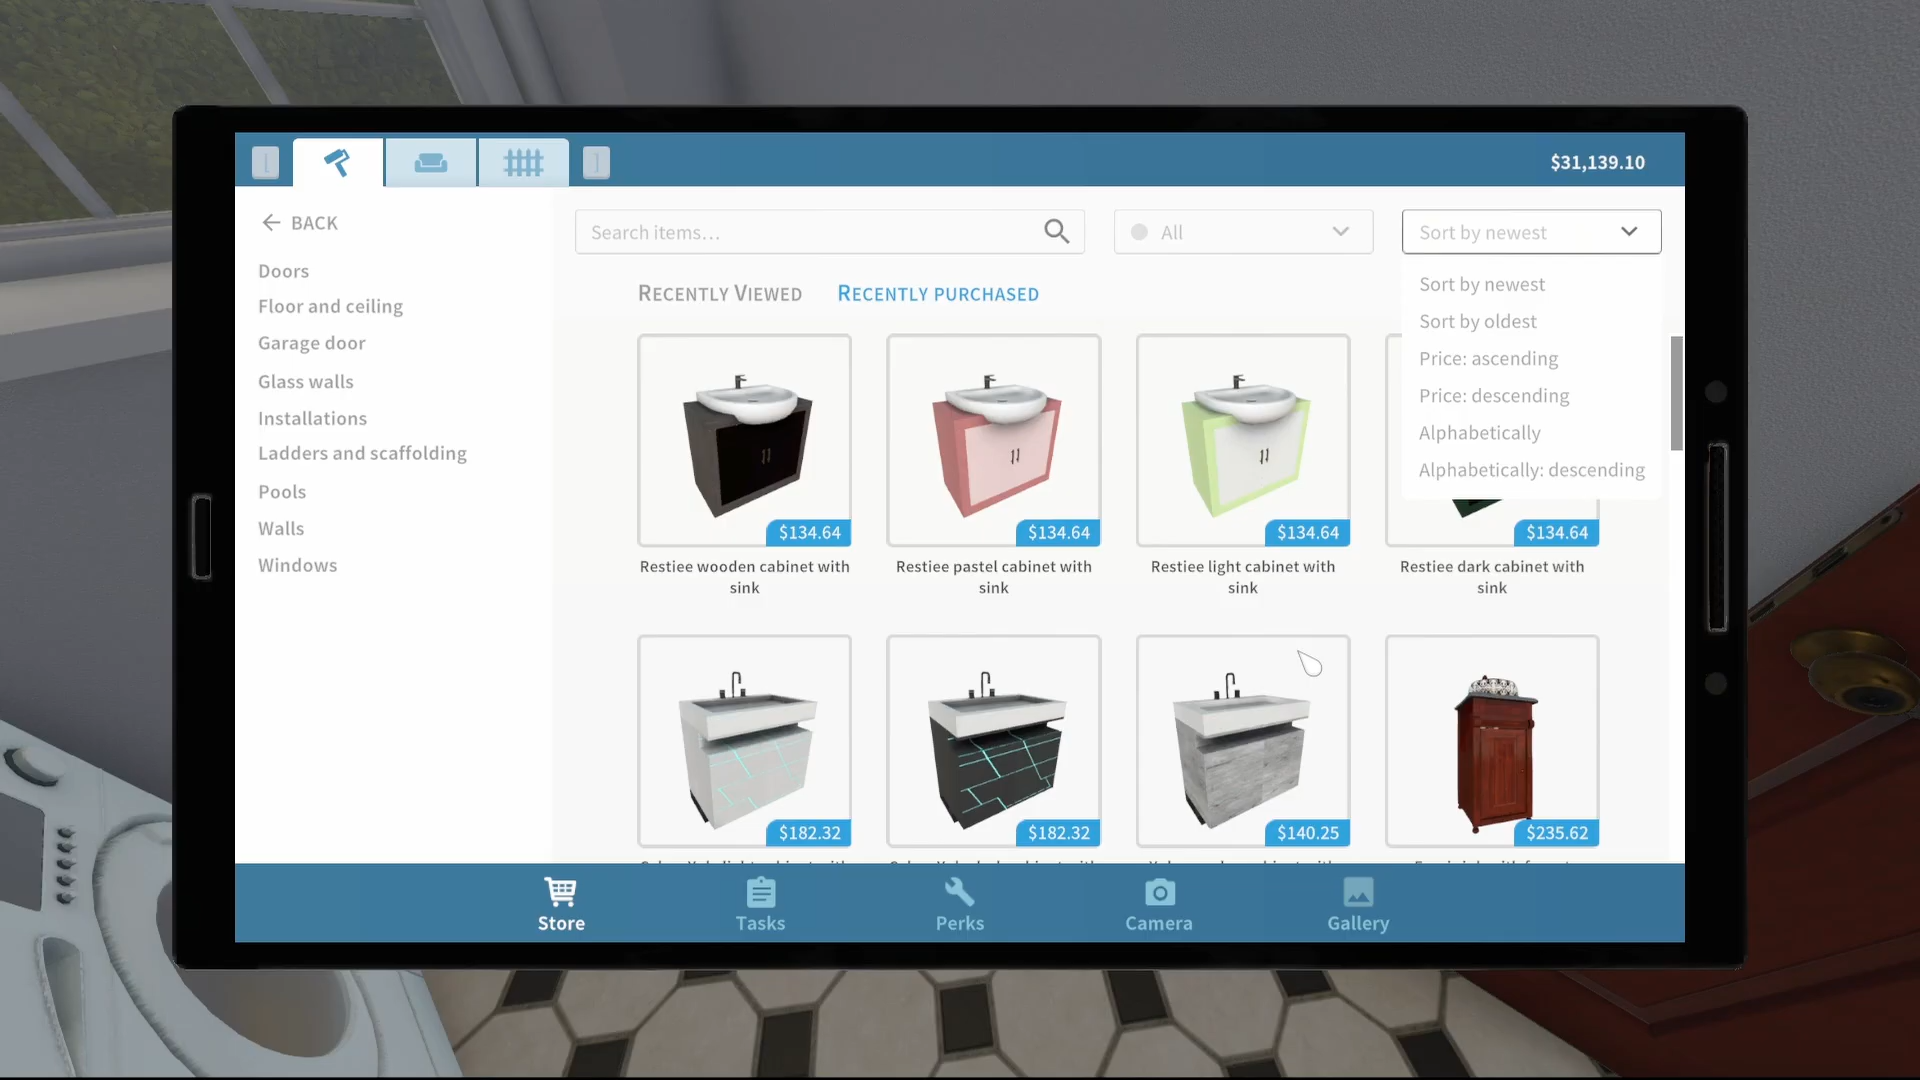 [
]
$31,139.10
BACK
Search items...
All
Sort by newest
Doors
Floor and ceiling
Garage door
Glass walls
Installations
Ladders and scaffolding
Pools
Walls
Windows
RECENTLY VIEWED
RECENTLY PURCHASED
Sort by newest
Sort by oldest
Price: ascending
Price: descending
Alphabetically
Alphabetically: descending
$134.64
$134.64
$134.64
$134.64
Restiee wooden cabinet with
sink
Restiee pastel cabinet with
sink
Restiee light cabinet with
sink
Restiee dark cabinet with
sink
$182.32
$182.32
$140.25
$235.62
Store
Tasks
Perks
Camera
Gallery